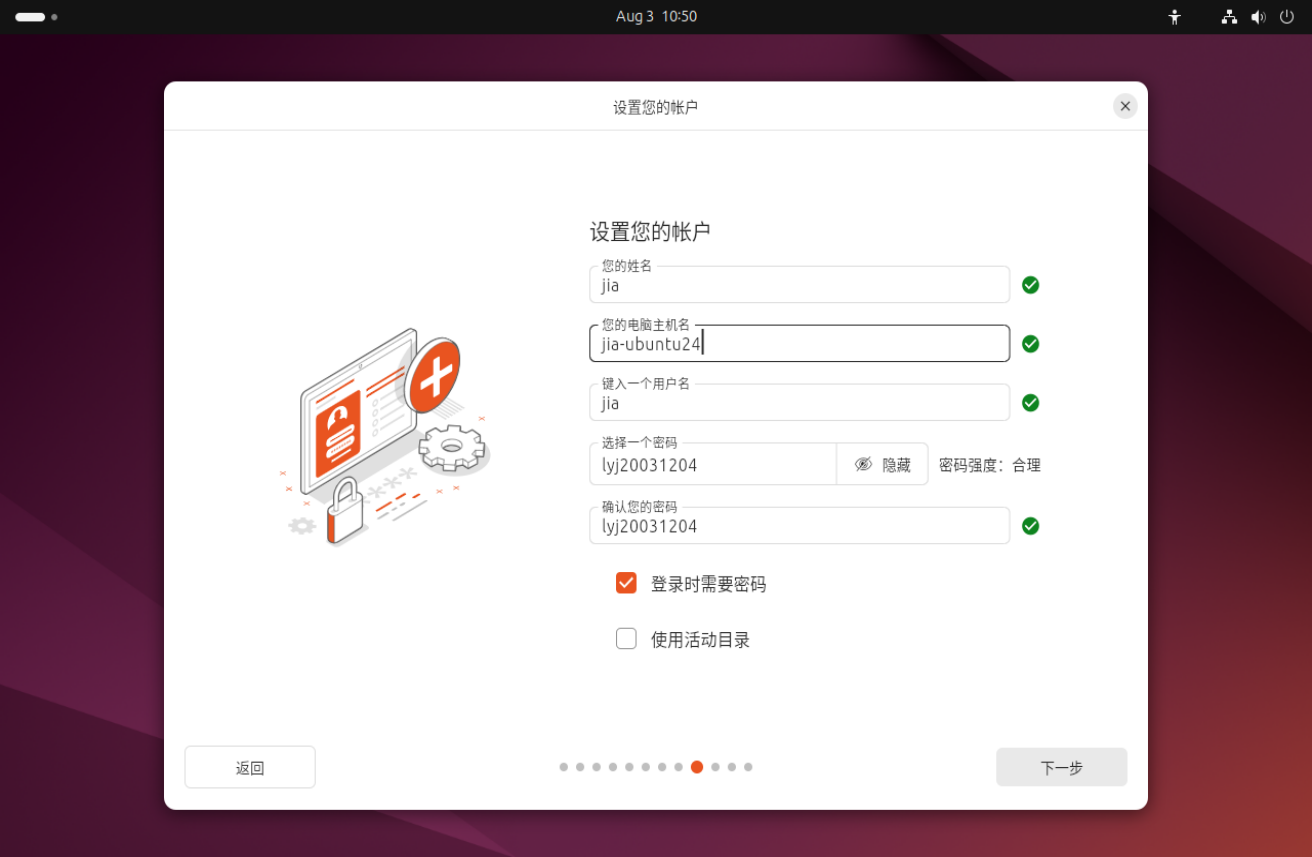 Aug 3 10:50
设置您的帐户
设置您的帐户
您的姓名
jia
您的电脑主机名
jia-ubuntu24
键入一个用户名
jia
选择一个密码
lyj20031204
隐藏
密码强度：合理
确认您的密码
lyj20031204
登录时需要密码
使用活动目录
返回
下一步